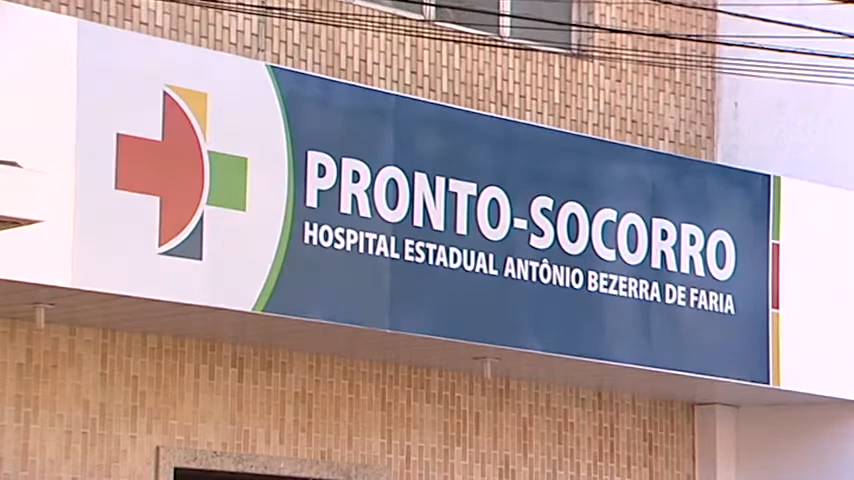 PRONTO-SOCORRO
HOSPITAL ESTADUAL ANTÔNIO BEZERRA DE FARIA